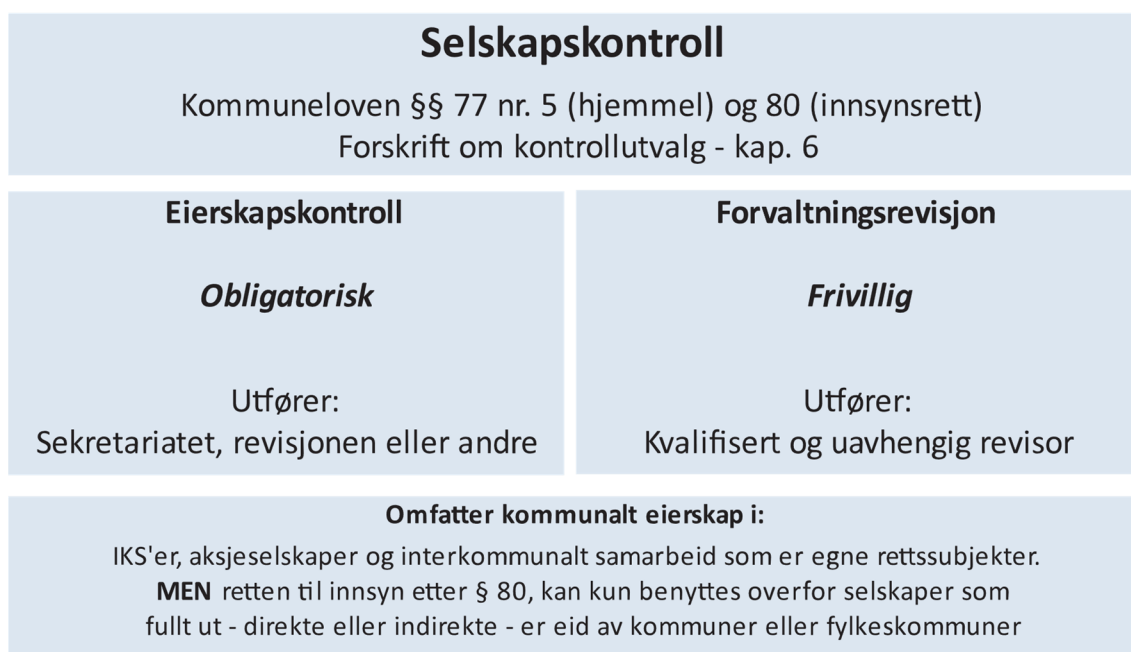 Selskapskontroll
Kommuneloven §§ 77 nr. 5 (hjemmel) og 80 (innsynsrett)
Forskrift om kontrollutvalg - kap. 6
Eierskapskontroll
Obligatorisk
Utfører:
Sekretariatet, revisjonen eller andre
Forvaltningsrevisjon
Frivillig
Utfører:
Kvalifisert og uavhengig revisor
Omfatter kommunalt eierskap i:
IKS'er, aksjeselskaper og interkommunalt samarbeid som er egne rettssubjekter.
MEN retten til innsyn etter § 80, kan kun benyttes overfor selskaper som
fullt ut - direkte eller indirekte - er eid av kommuner eller fylkeskommuner